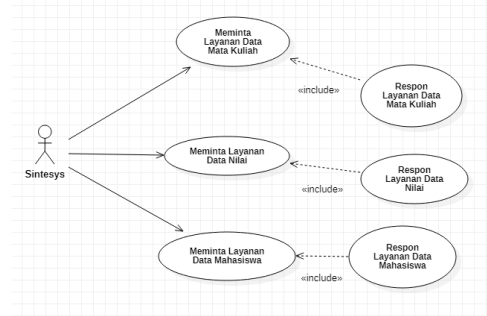 Meminta
Layanan Data
Mata Kuliah
«include»
Respon
Layanan Data
Mata Kuliah
Sintesys
Meminta Layanan
Data Nilai
«include»
Respon
Layanan Data
Nilai
Meminta Layanan
Data Mahasiswa
«include»
Respon
Layanan Data
Mahasiswa